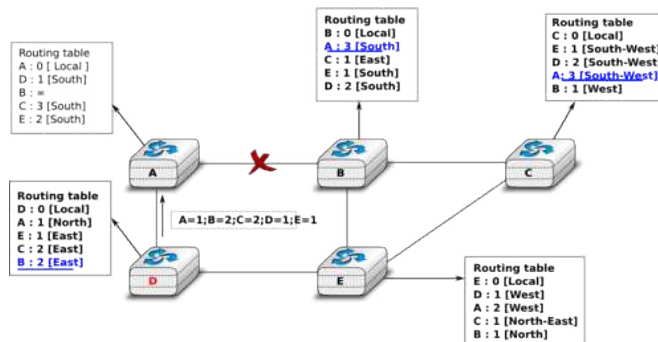 Routing table
A : 0 [ Local ]
D : 1 [South]
B : ∞
C : 3 [South]
E : 2 [South]
Routing table
B : 0 [Local]
A : 3 [South]
C : 1 [East]
E : 1 [South]
D : 2 [South]
Routing table
C : 0 [Local]
E : 1 [South-West]
D : 2 [South-West]
A: 3 [South-West]
B : 1 [West]
A
B
C
Routing table
D : 0 [Local]
A : 1 [North]
E : 1 [East]
C : 2 [East]
B : 2 [East]
A=1;B=2;C=2;D=1;E=1
D
E
Routing table
E : 0 [Local]
D : 1 [West]
A : 2 [West]
C : 1 [North-East]
B : 1 [North]